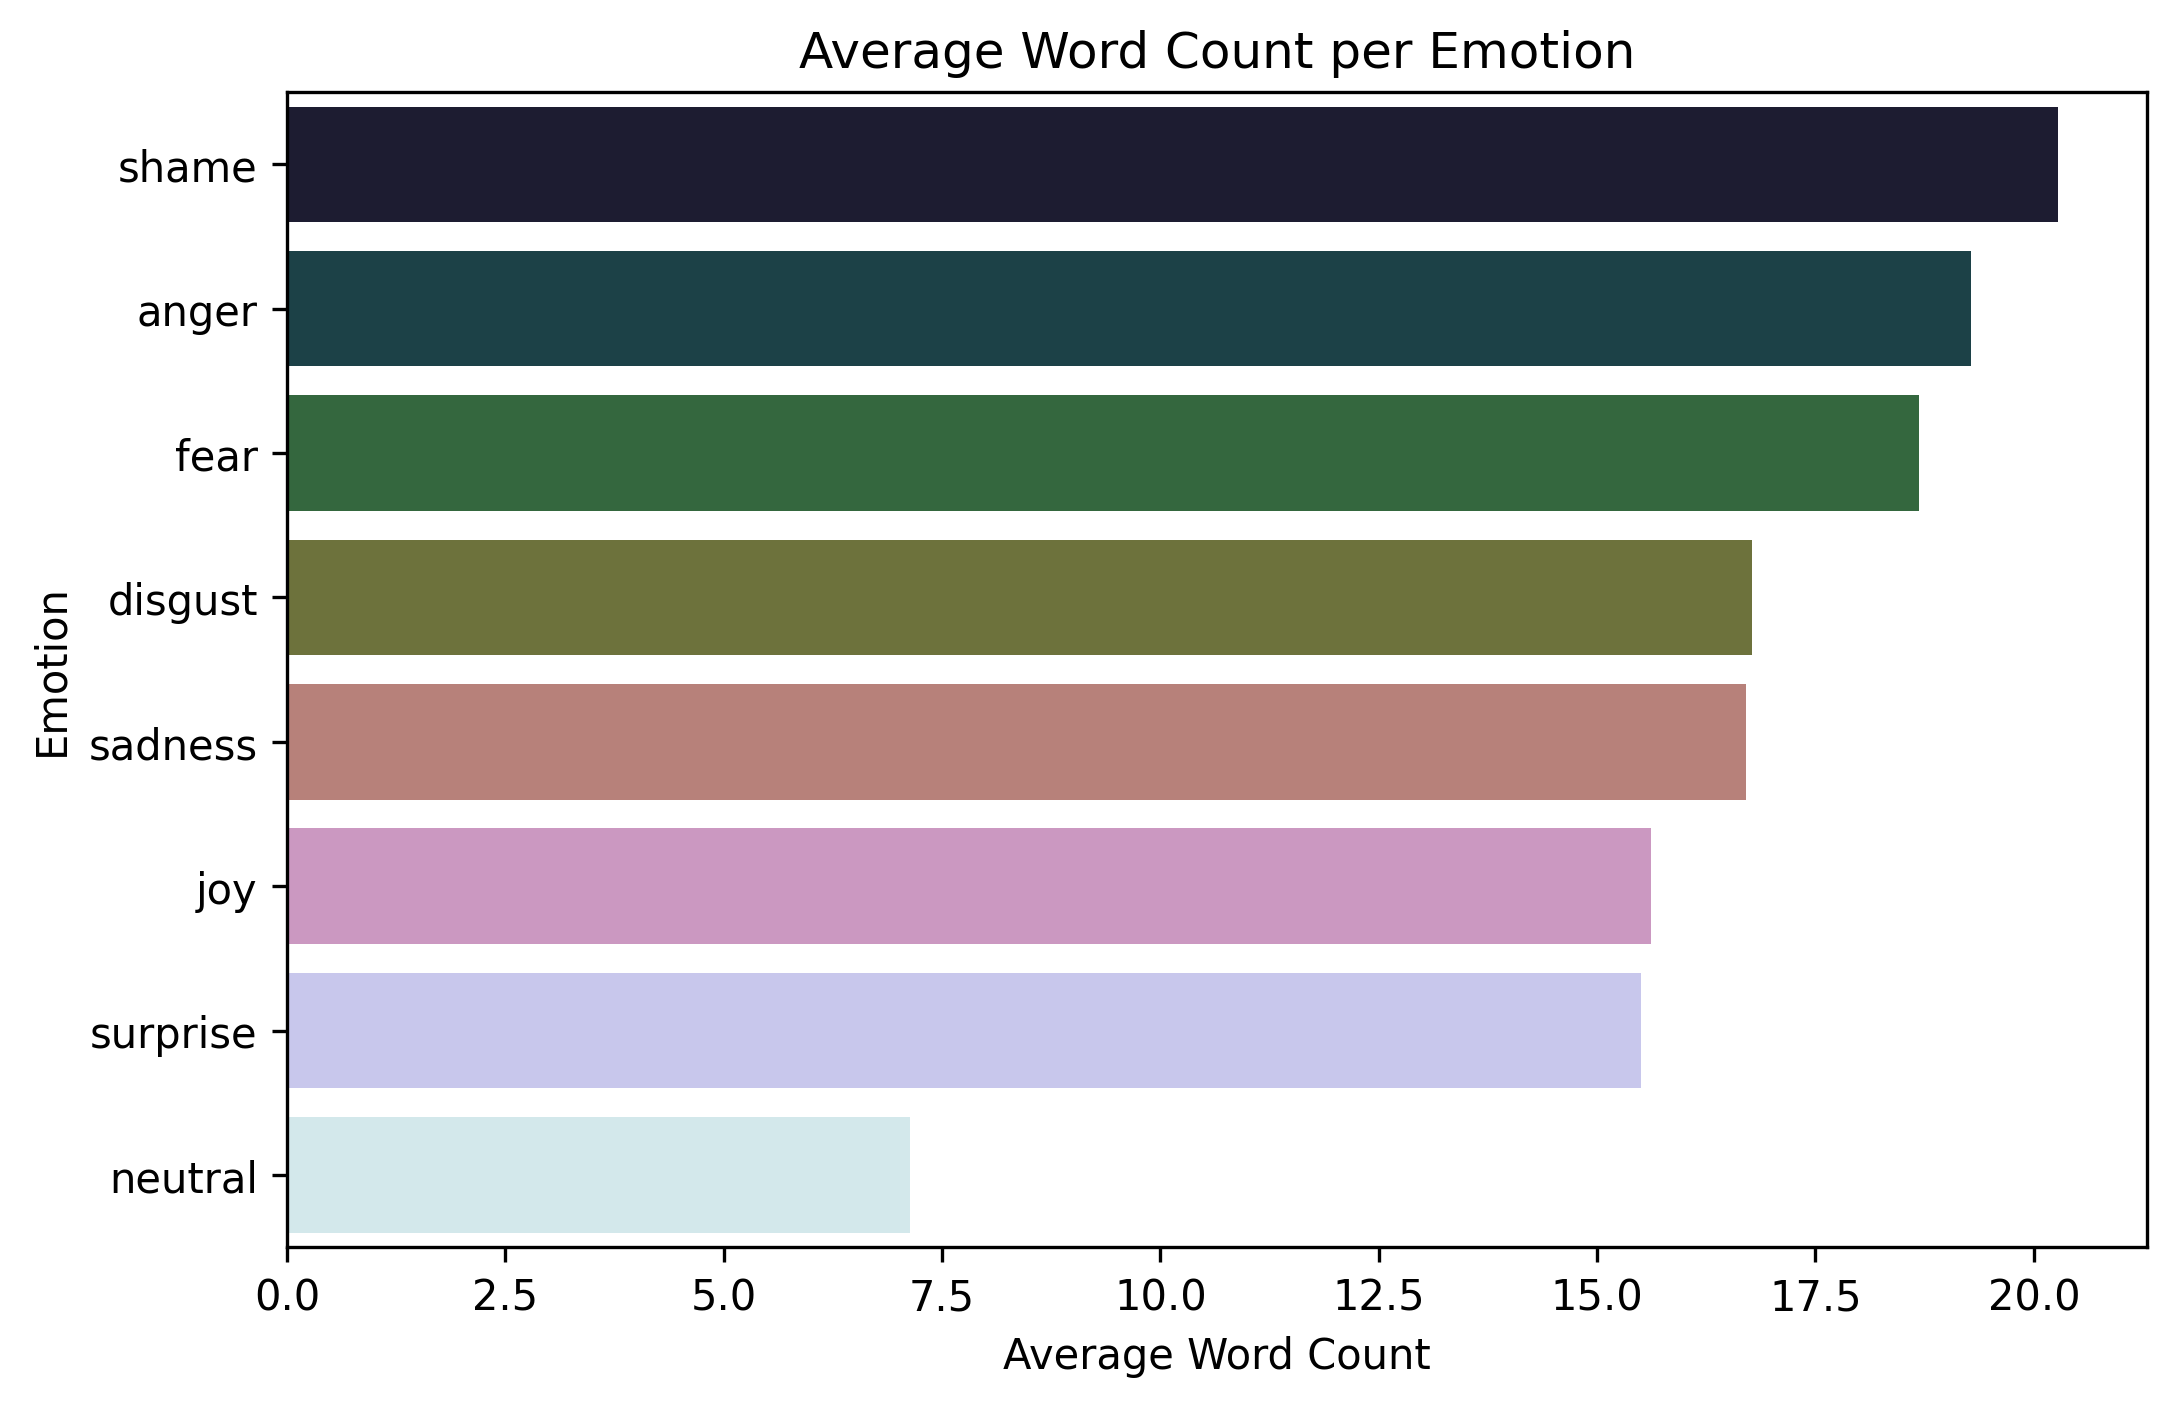 Average Word Count per Emotion
shame
anger
fear
disgust
sadness
joy
surprise
neutral
Emotion
0.0 2.5 5.0 7.5 10.0 12.5 15.0 17.5 20.0
Average Word Count